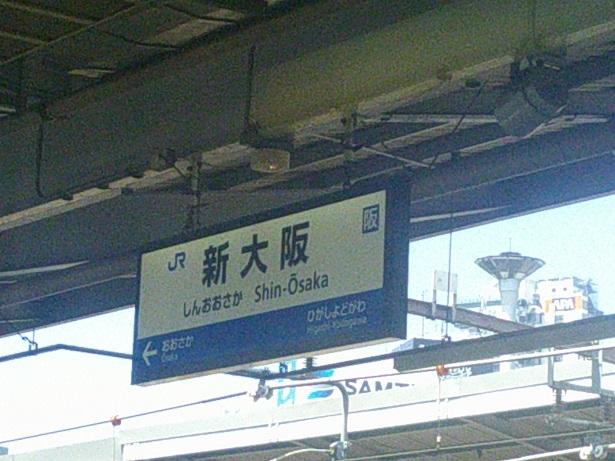 JR 新大阪 阪
しんおおさか Shin-Ōsaka
おおさか ひがしよどがわ
Ōsaka Higashi-Yodogawa